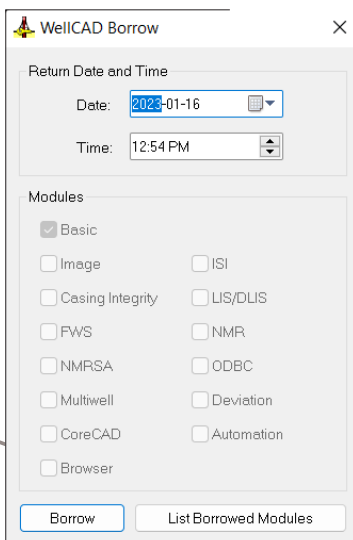 WellCAD Borrow
Return Date and Time
Date: 2023-01-16
Time: 12:54 PM
Modules
Basic
Image ISI
Casing Integrity LIS/DLIS
FWS NMR
NMRSA ODBC
Multiwell Deviation
CoreCAD Automation
Browser
Borrow List Borrowed Modules